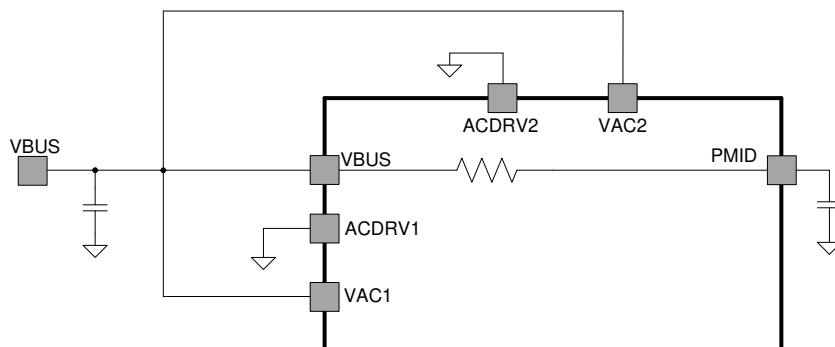 ACDRV2
VAC2
VBUS
VBUS
PMID
ACDRV1
VAC1